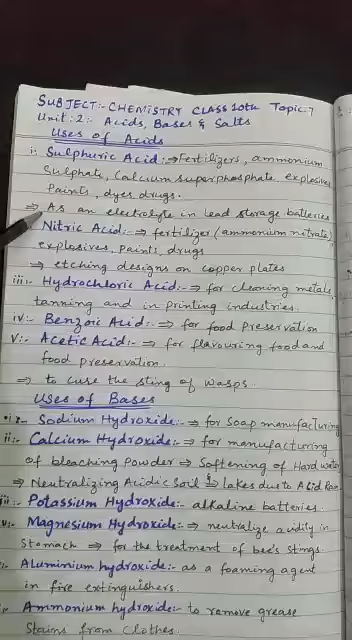 SUBJECT:- CHEMISTRY CLASS 10th Topic 7
Unit:2:- Acids, Bases & Salts
Uses of Acids
i:- Sulphuric Acid:-⇒ Fertilizers, ammonium
Sulphate, Calcium superphosphate explosives
Paints, dyes, drugs.
⇒ As an electrolyte in lead storage batteries
Nitric Acid:- ⇒ fertilizer (ammonium nitrate)
explosives, paints, drugs
⇒ etching designs on copper plates
iii:- Hydrochloric Acid:- ⇒ for cleaning metals,
tanning and in printing industries.
iv:- Benzoic Acid:- ⇒ for food preservation
v:- Acetic Acid:- ⇒ for flavouring food and
food preservation.
⇒ to cure the sting of wasps.
Uses of Bases
i:- Sodium Hydroxide:- ⇒ for soap manufacturing
ii:- Calcium Hydroxide:- ⇒ for manufacturing
of bleaching powder ⇒ Softening of Hard water
⇒ Neutralizing Acidic Soil & lakes due to Acid Rain
iii:- Potassium Hydroxide:- alkaline batteries.
Magnesium Hydroxide:- ⇒ neutralize acidity in
Stomach ⇒ for the treatment of bee's stings.
Aluminium hydroxide:- as a foaming agent
in fire extinguishers.
Ammonium hydroxide:- to remove grease
Stains from clothes.